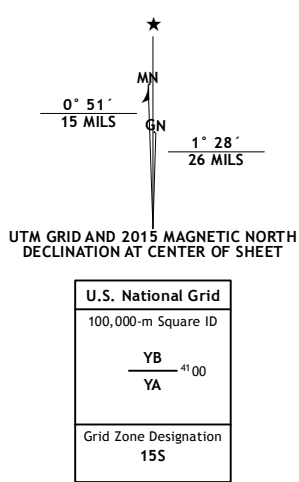 ★
MN
0° 51´
15 MILS
GN
1° 28´
26 MILS
UTM GRID AND 2015 MAGNETIC NORTH
DECLINATION AT CENTER OF SHEET
U.S. National Grid
100,000-m Square ID
YB
4100
YA
Grid Zone Designation
15S